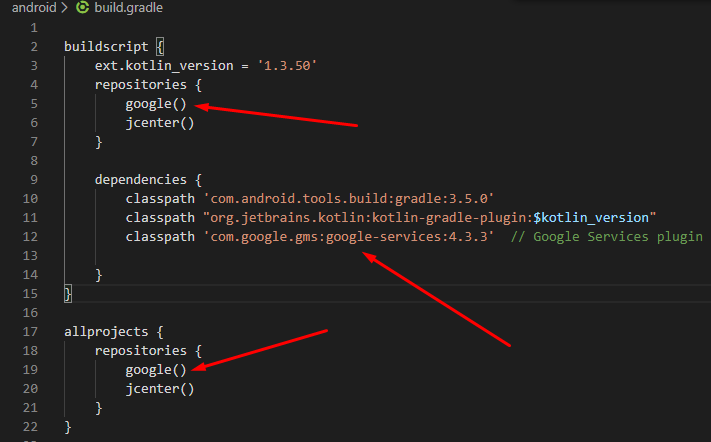 android > build.gradle
1
2 buildscript {
3 ext.kotlin_version = '1.3.50'
4 repositories {
5 google()
6 jcenter()
7 }
8
9 dependencies {
10 classpath 'com.android.tools.build:gradle:3.5.0'
11 classpath "org.jetbrains.kotlin:kotlin-gradle-plugin:$kotlin_version"
12 classpath 'com.google.gms:google-services:4.3.3' // Google Services plugin
13
14 }
15 }
16
17 allprojects {
18 repositories {
19 google()
20 jcenter()
21 }
22 }